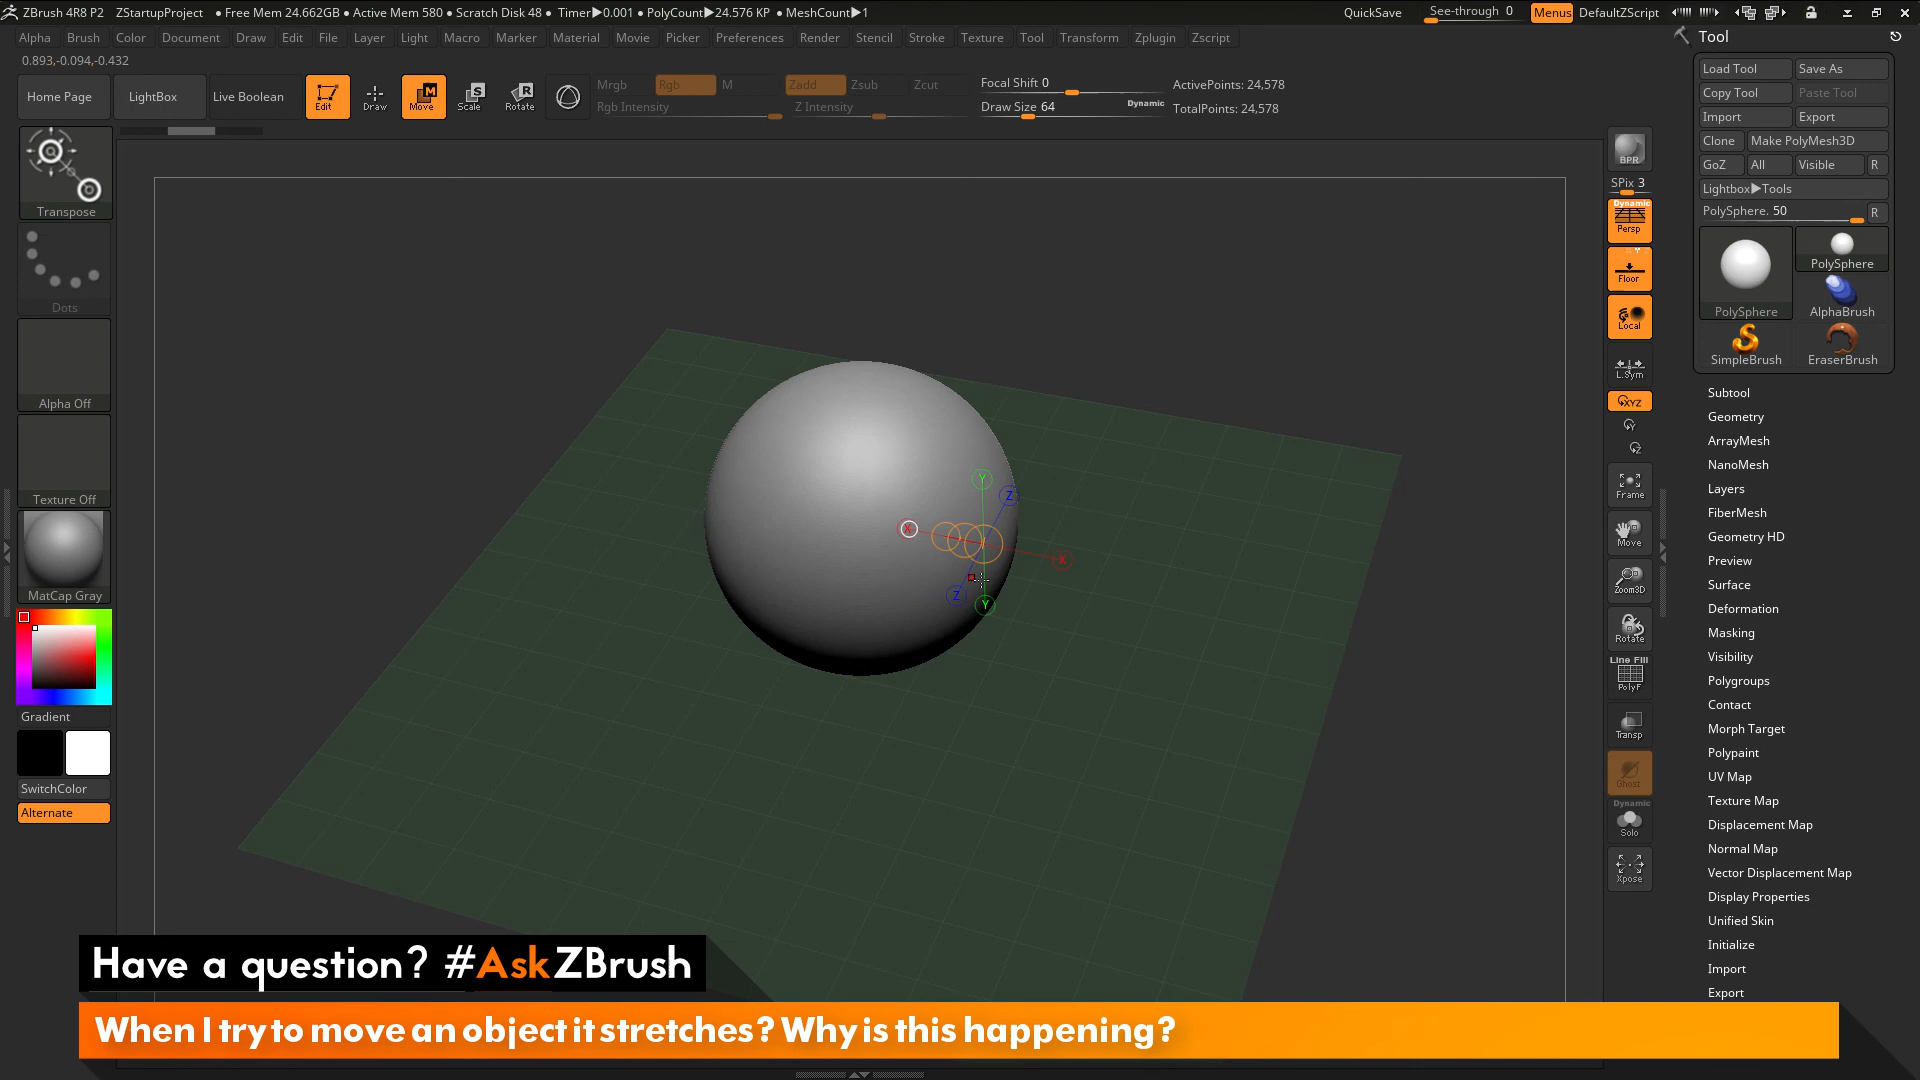 ZBrush 4R8 P2 ZStartupProject • Free Mem 24.662GB • Active Mem 580 • Scratch Disk 48 • Timer▶0.001 • PolyCount▶24.576 KP • MeshCount▶1 QuickSave See-through 0 Menus DefaultZScript
Alpha Brush Color Document Draw Edit File Layer Light Macro Marker Material Movie Picker Preferences Render Stencil Stroke Texture Tool Transform Zplugin Zscript
0.893,-0.094,-0.432
Home Page LightBox Live Boolean Edit Draw Move Scale Rotate
M S R
Mrgb Rgb M Zadd Zsub Zcut
Rgb Intensity Z Intensity
Focal Shift 0
Draw Size 64 Dynamic
ActivePoints: 24,578
TotalPoints: 24,578
Transpose
Dots
Alpha Off
Texture Off
MatCap Gray
Gradient
SwitchColor
Alternate
Y
Z
X
X
Z
Y
BPR
SPix 3
Dynamic
Persp
Floor
Local
L.Sym
XYZ
Y
Z
Frame
Move
Zoom3D
Rotate
Line Fill
PolyF
Transp
Ghost
Dynamic
Solo
Xpose
Tool
Load Tool Save As
Copy Tool Paste Tool
Import Export
Clone Make PolyMesh3D
GoZ All Visible R
Lightbox▶Tools
PolySphere. 50 R
PolySphere PolySphere
AlphaBrush
SimpleBrush EraserBrush
Subtool
Geometry
ArrayMesh
NanoMesh
Layers
FiberMesh
Geometry HD
Preview
Surface
Deformation
Masking
Visibility
Polygroups
Contact
Morph Target
Polypaint
UV Map
Texture Map
Displacement Map
Normal Map
Vector Displacement Map
Display Properties
Unified Skin
Initialize
Import
Export
Have a question? #AskZBrush
When I try to move an object it stretches? Why is this happening?